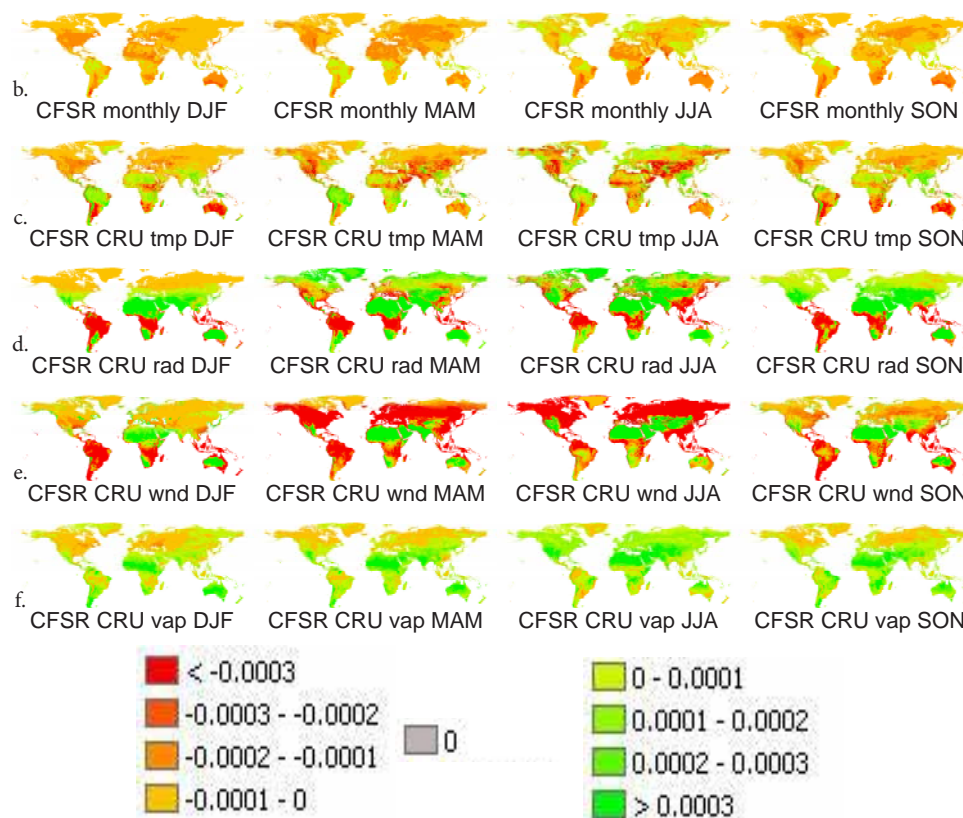 b.
CFSR monthly DJF CFSR monthly MAM CFSR monthly JJA CFSR monthly SON
c.
CFSR CRU tmp DJF CFSR CRU tmp MAM CFSR CRU tmp JJA CFSR CRU tmp SON
d.
CFSR CRU rad DJF CFSR CRU rad MAM CFSR CRU rad JJA CFSR CRU rad SON
e.
CFSR CRU wnd DJF CFSR CRU wnd MAM CFSR CRU wnd JJA CFSR CRU wnd SON
f.
CFSR CRU vap DJF CFSR CRU vap MAM CFSR CRU vap JJA CFSR CRU vap SON
< -0.0003
-0.0003 - -0.0002
-0.0002 - -0.0001
-0.0001 - 0
0
0 - 0.0001
0.0001 - 0.0002
0.0002 - 0.0003
> 0.0003